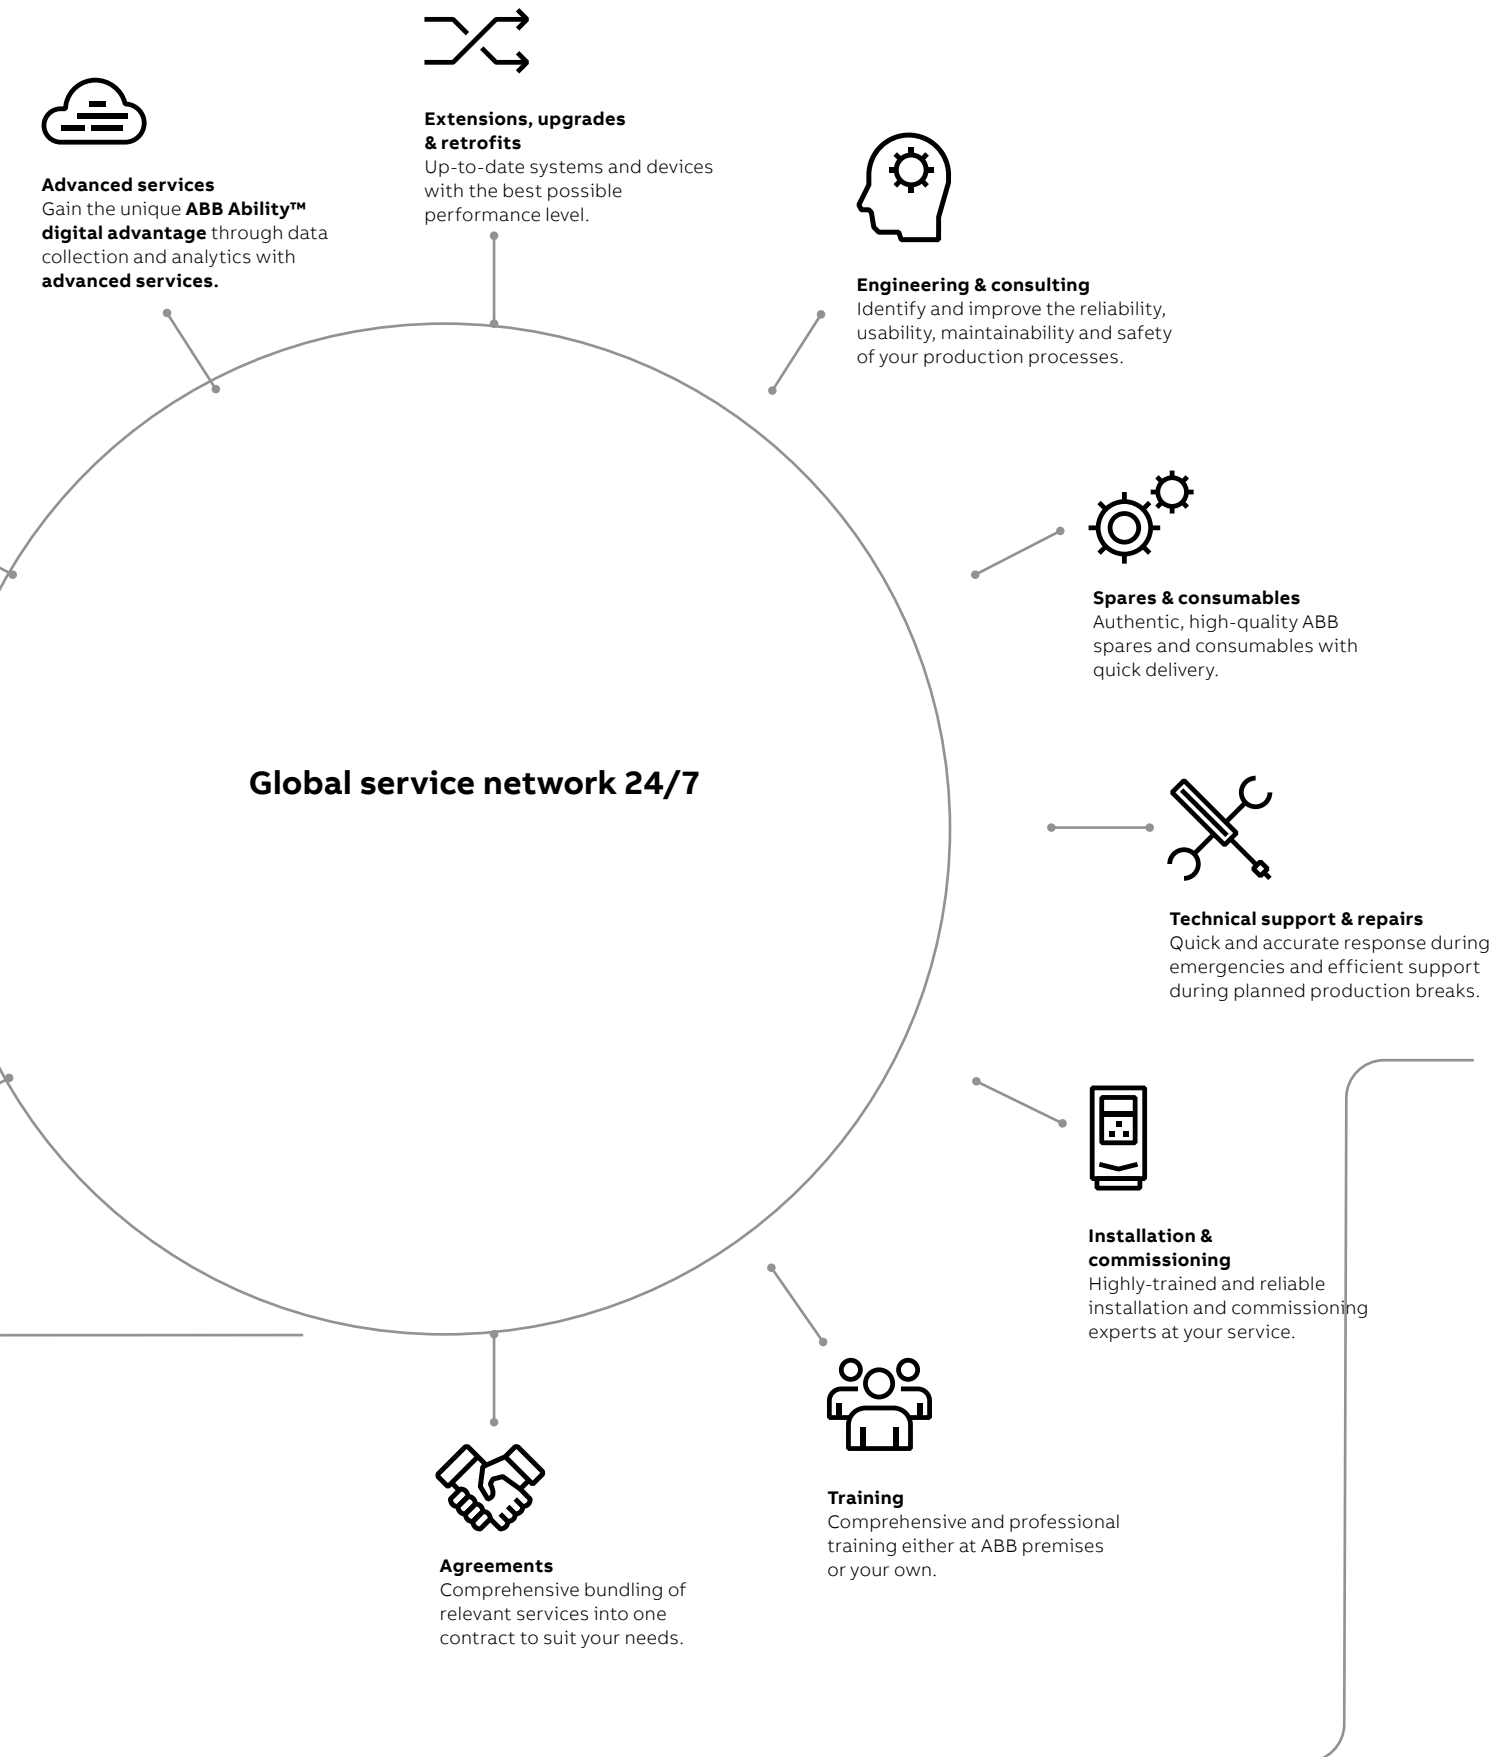 Advanced services
Gain the unique ABB Ability™
digital advantage through data
collection and analytics with
advanced services.
Extensions, upgrades
& retrofits
Up-to-date systems and devices
with the best possible
performance level.
Engineering & consulting
Identify and improve the reliability,
usability, maintainability and safety
of your production processes.
Spares & consumables
Authentic, high-quality ABB
spares and consumables with
quick delivery.
Global service network 24/7
Technical support & repairs
Quick and accurate response during
emergencies and efficient support
during planned production breaks.
Installation &
commissioning
Highly-trained and reliable
installation and commissioning
experts at your service.
Training
Comprehensive and professional
training either at ABB premises
or your own.
Agreements
Comprehensive bundling of
relevant services into one
contract to suit your needs.